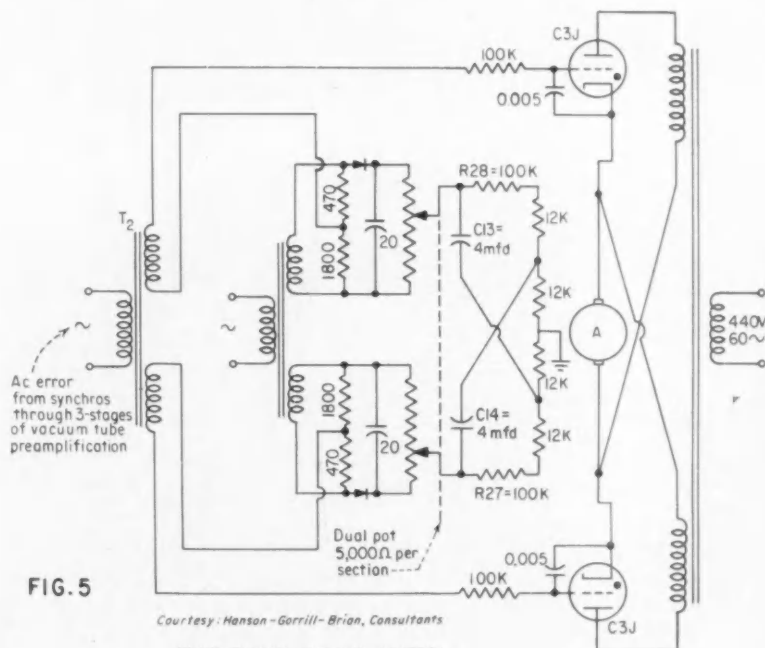 C3J
100K
0.005
R28=100K
470
T2
12K
C13=
4mfd
20
1800
12K
~
~
A
440V
60~
Ac error
from synchros
through 3-stages
of vacuum tube
preamplification
12K
1800
C14=
4mfd
12K
20
470
R27=100K
Dual pot
5,000Ω per
section
0.005
FIG.5
100K
C3J
Courtesy: Hanson-Gorrill-Brian, Consultants